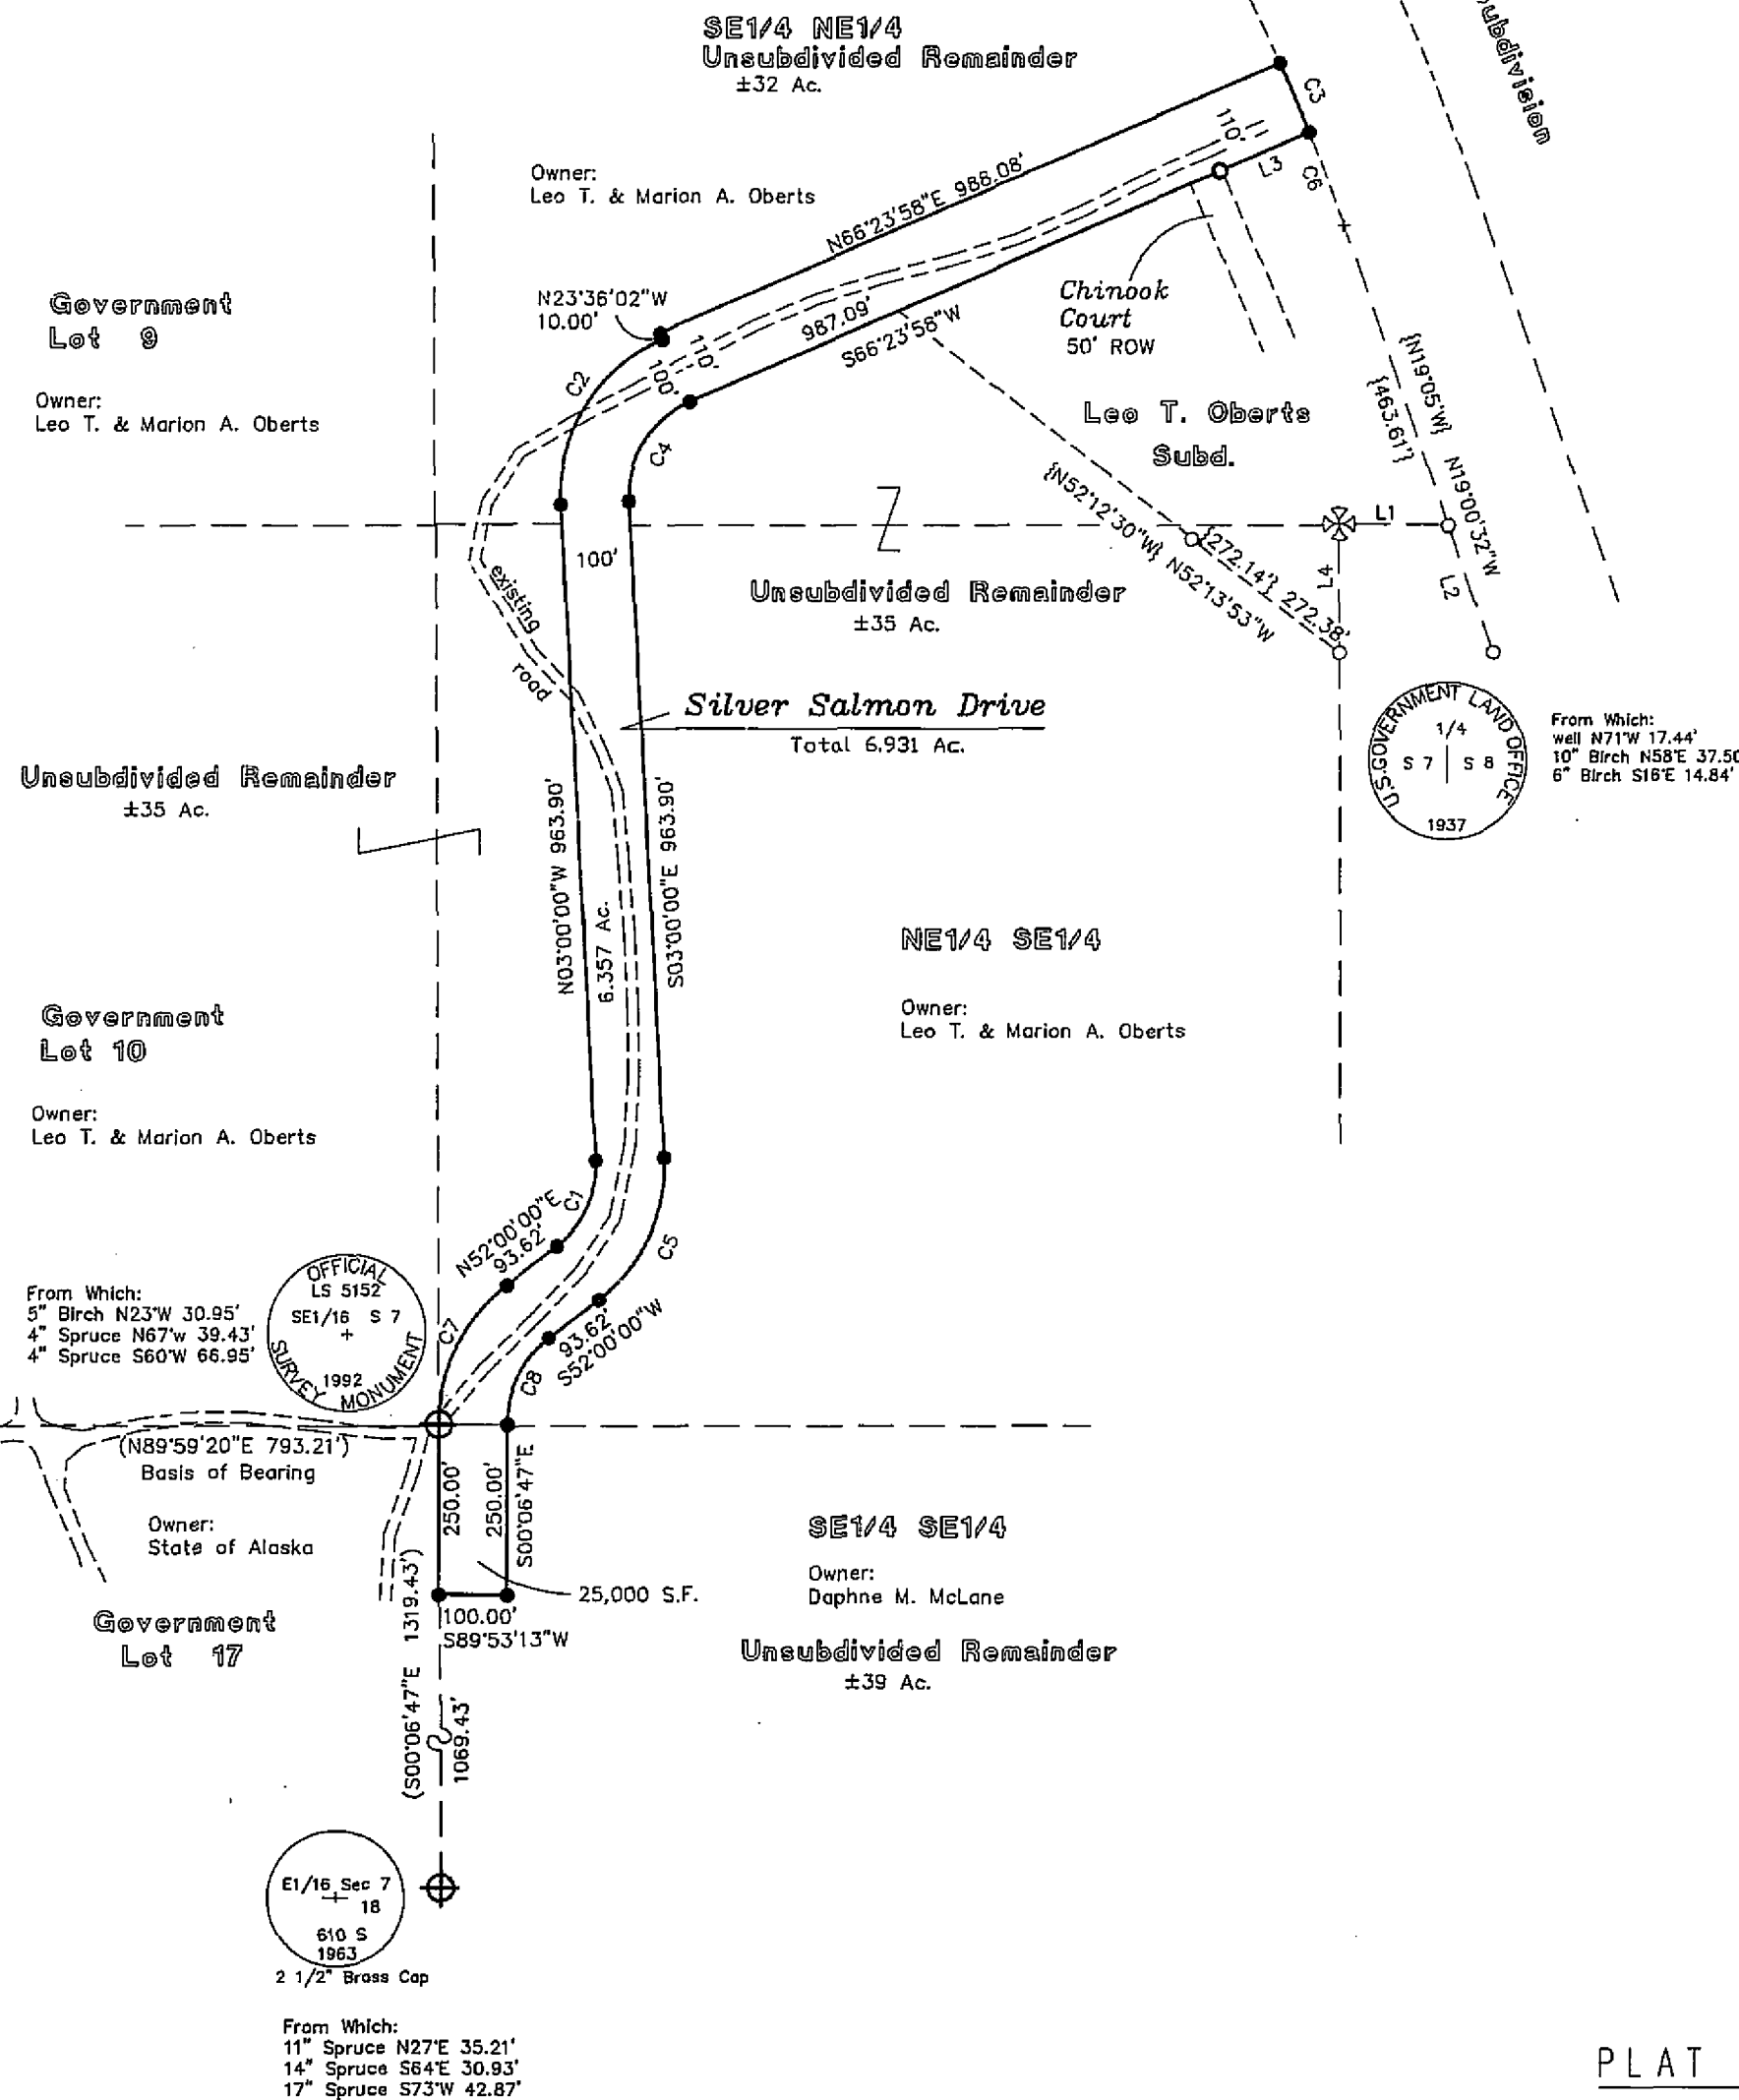 SE1/4 NE1/4
Unsubdivided Remainder
±32 Ac.
ubdivision
C3
110'
L3
C6
Owner:
Leo T. & Marion A. Oberts
N66°23'58"E 988.08'
Government
Lot 9
N23°36'02"W
10.00'
Chinook
Court
50' ROW
987.09'
S66°23'58"W
110'
100'
C2
Owner:
Leo T. & Marion A. Oberts
{N19°05'W}
{463.61'}
N19°00'32"W
Leo T. Oberts
Subd.
C4
{N52°12'30"W} N52°13'53"W
{272.14'} 272.38'
L1
L2
L4
100'
existing
road
Unsubdivided Remainder
±35 Ac.
Silver Salmon Drive
Total 6.931 Ac.
U.S. GOVERNMENT LAND OFFICE
1/4
S 7 S 8
1937
From Which:
well N71°W 17.44'
10" Birch N58°E 37.50
6" Birch S16°E 14.84'
Unsubdivided Remainder
±35 Ac.
N03°00'00"W 963.90'
6.357 Ac.
S03°00'00"E 963.90'
NE1/4 SE1/4
Owner:
Leo T. & Marion A. Oberts
Government
Lot 10
Owner:
Leo T. & Marion A. Oberts
N52°00'00"E
93.62'
C1
C5
C7
C8
93.62'
S52°00'00"W
From Which:
5" Birch N23°W 30.95'
4" Spruce N67°w 39.43'
4" Spruce S60°W 66.95'
OFFICIAL
LS 5152
SE1/16 S 7
1992
SURVEY MONUMENT
(N89°59'20"E 793.21')
Basis of Bearing
Owner:
State of Alaska
Government
Lot 17
250.00'
250.00'
S00°06'47"E
25,000 S.F.
100.00'
S89°53'13"W
SE1/4 SE1/4
Owner:
Daphne M. McLane
Unsubdivided Remainder
±39 Ac.
(S00°06'47"E 1319.43')
1069.43'
E1/16 Sec 7
18
610 S
1963
2 1/2" Brass Cap
From Which:
11" Spruce N27°E 35.21'
14" Spruce S64°E 30.93'
17" Spruce S73°W 42.87'
PLAT